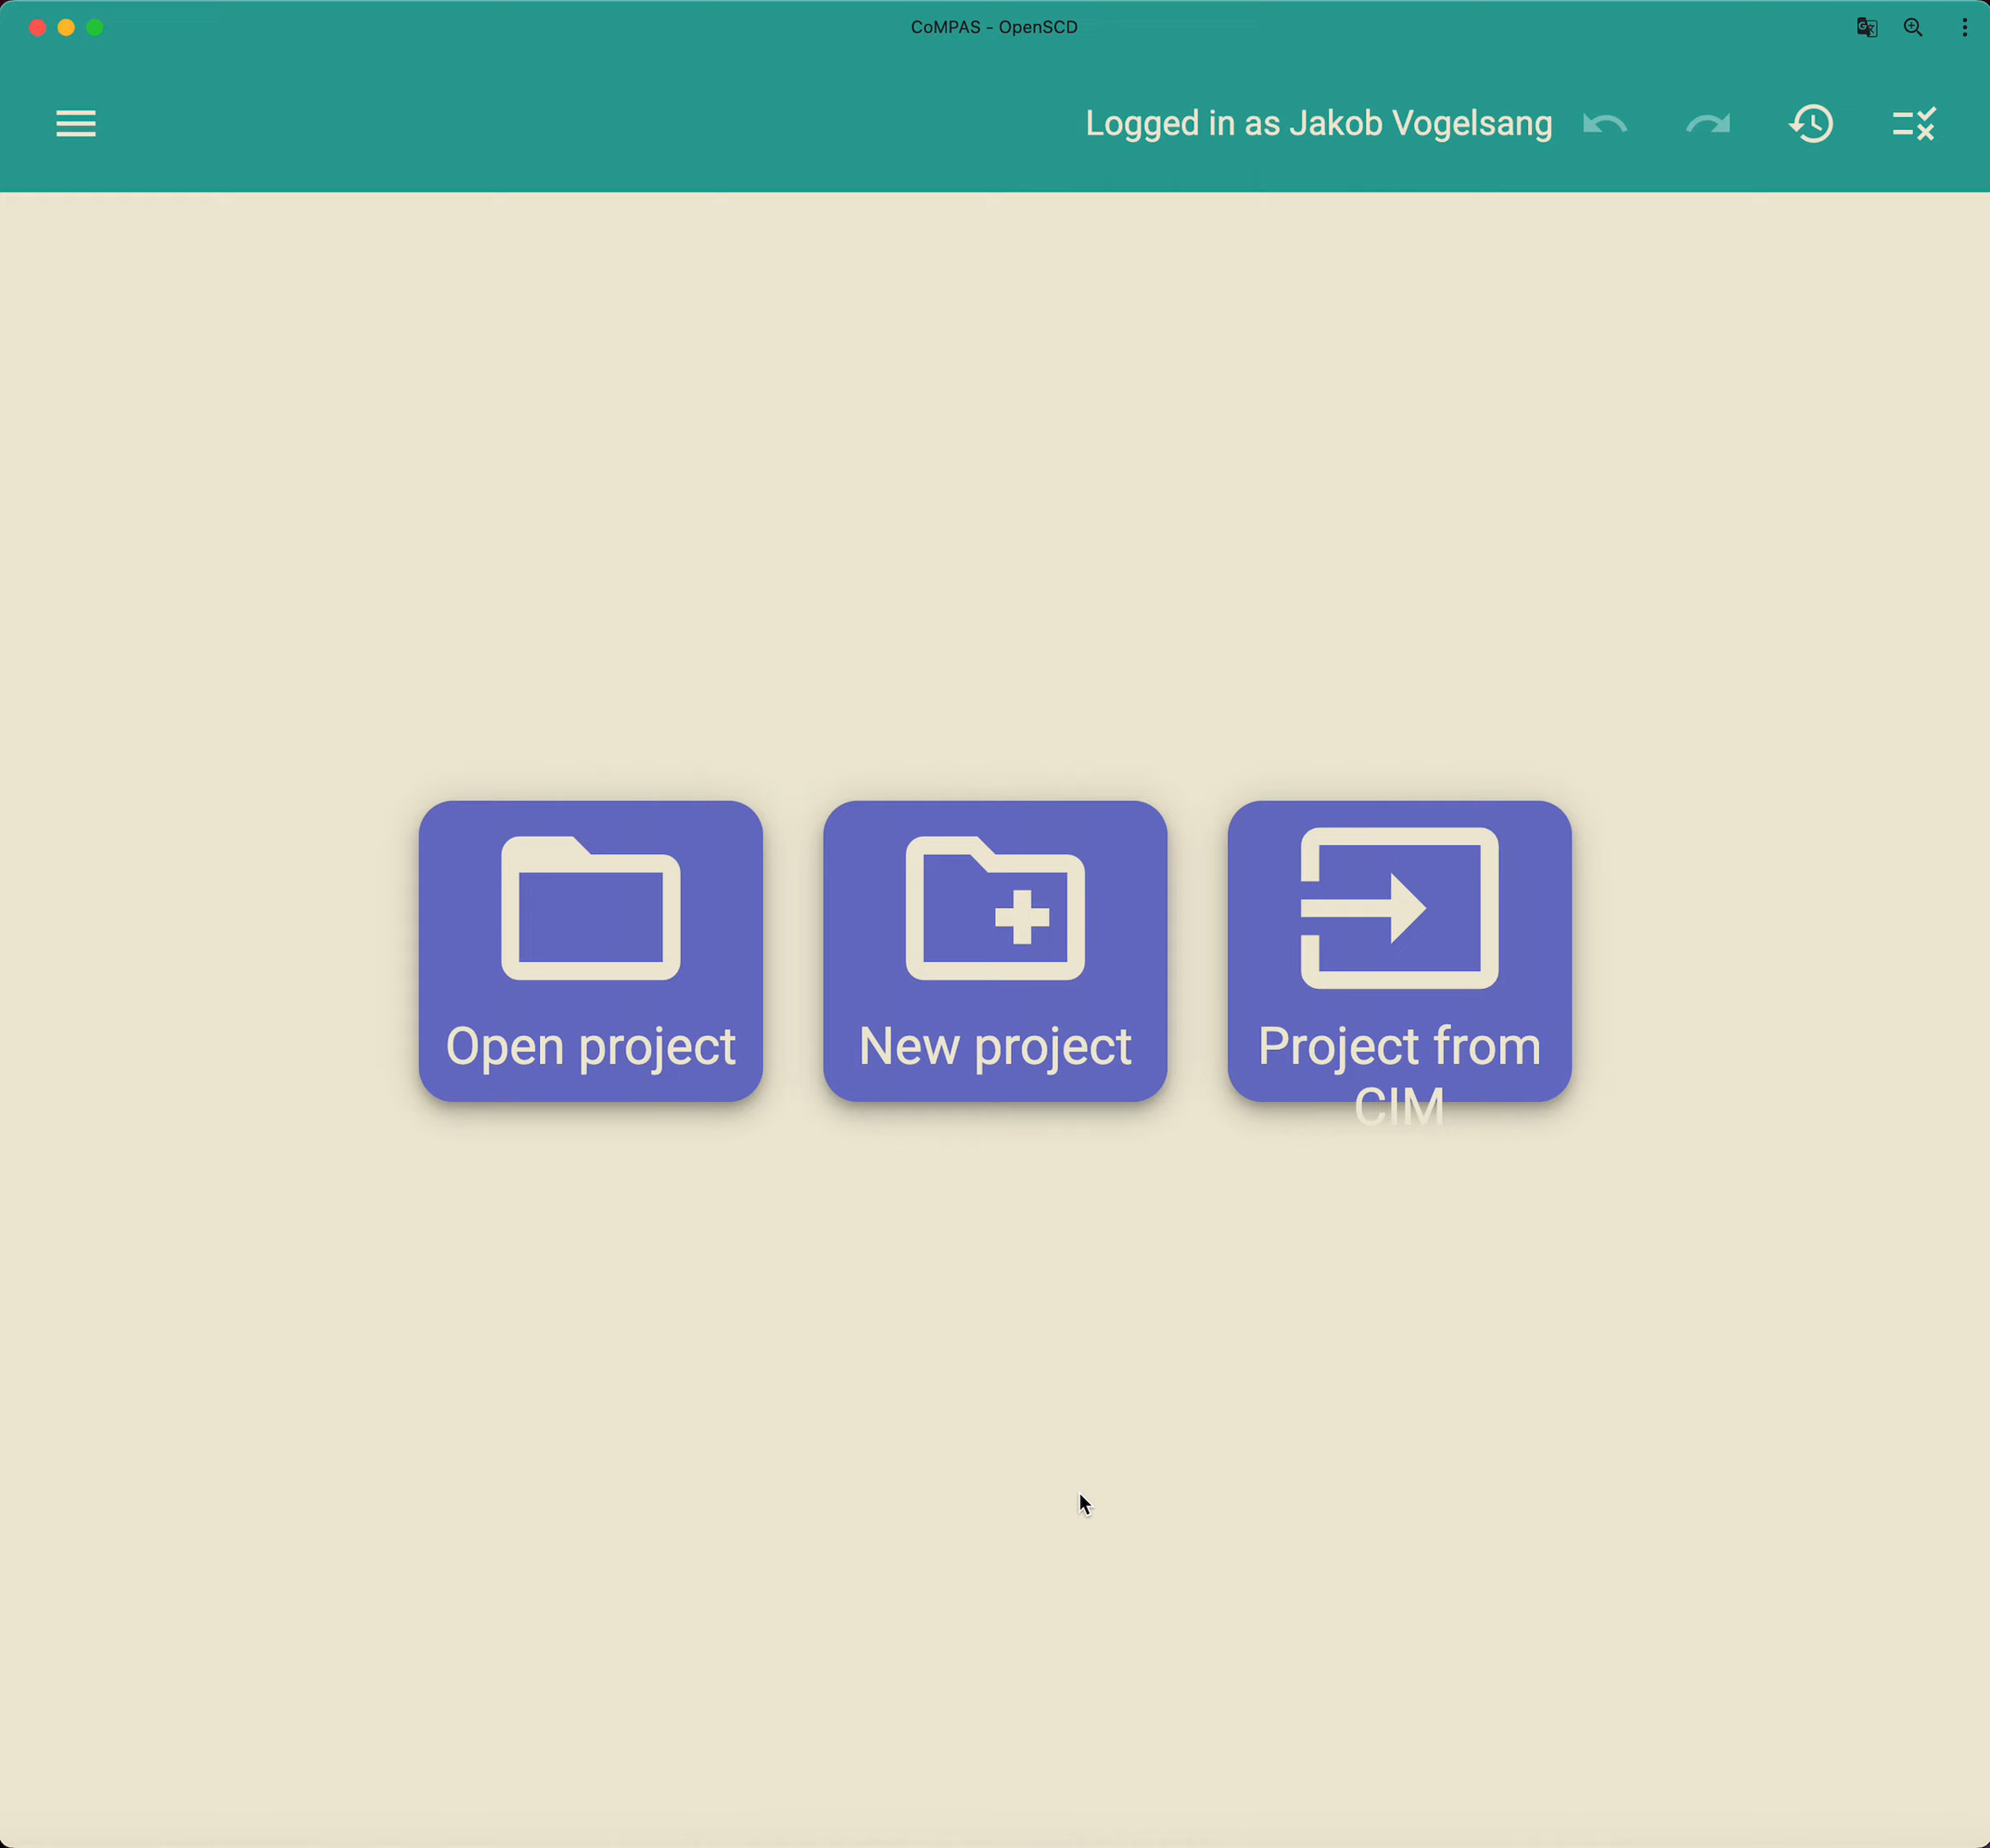 CoMPAS - OpenSCD
Logged in as Jakob Vogelsang
Open project
New project
Project from
CIM